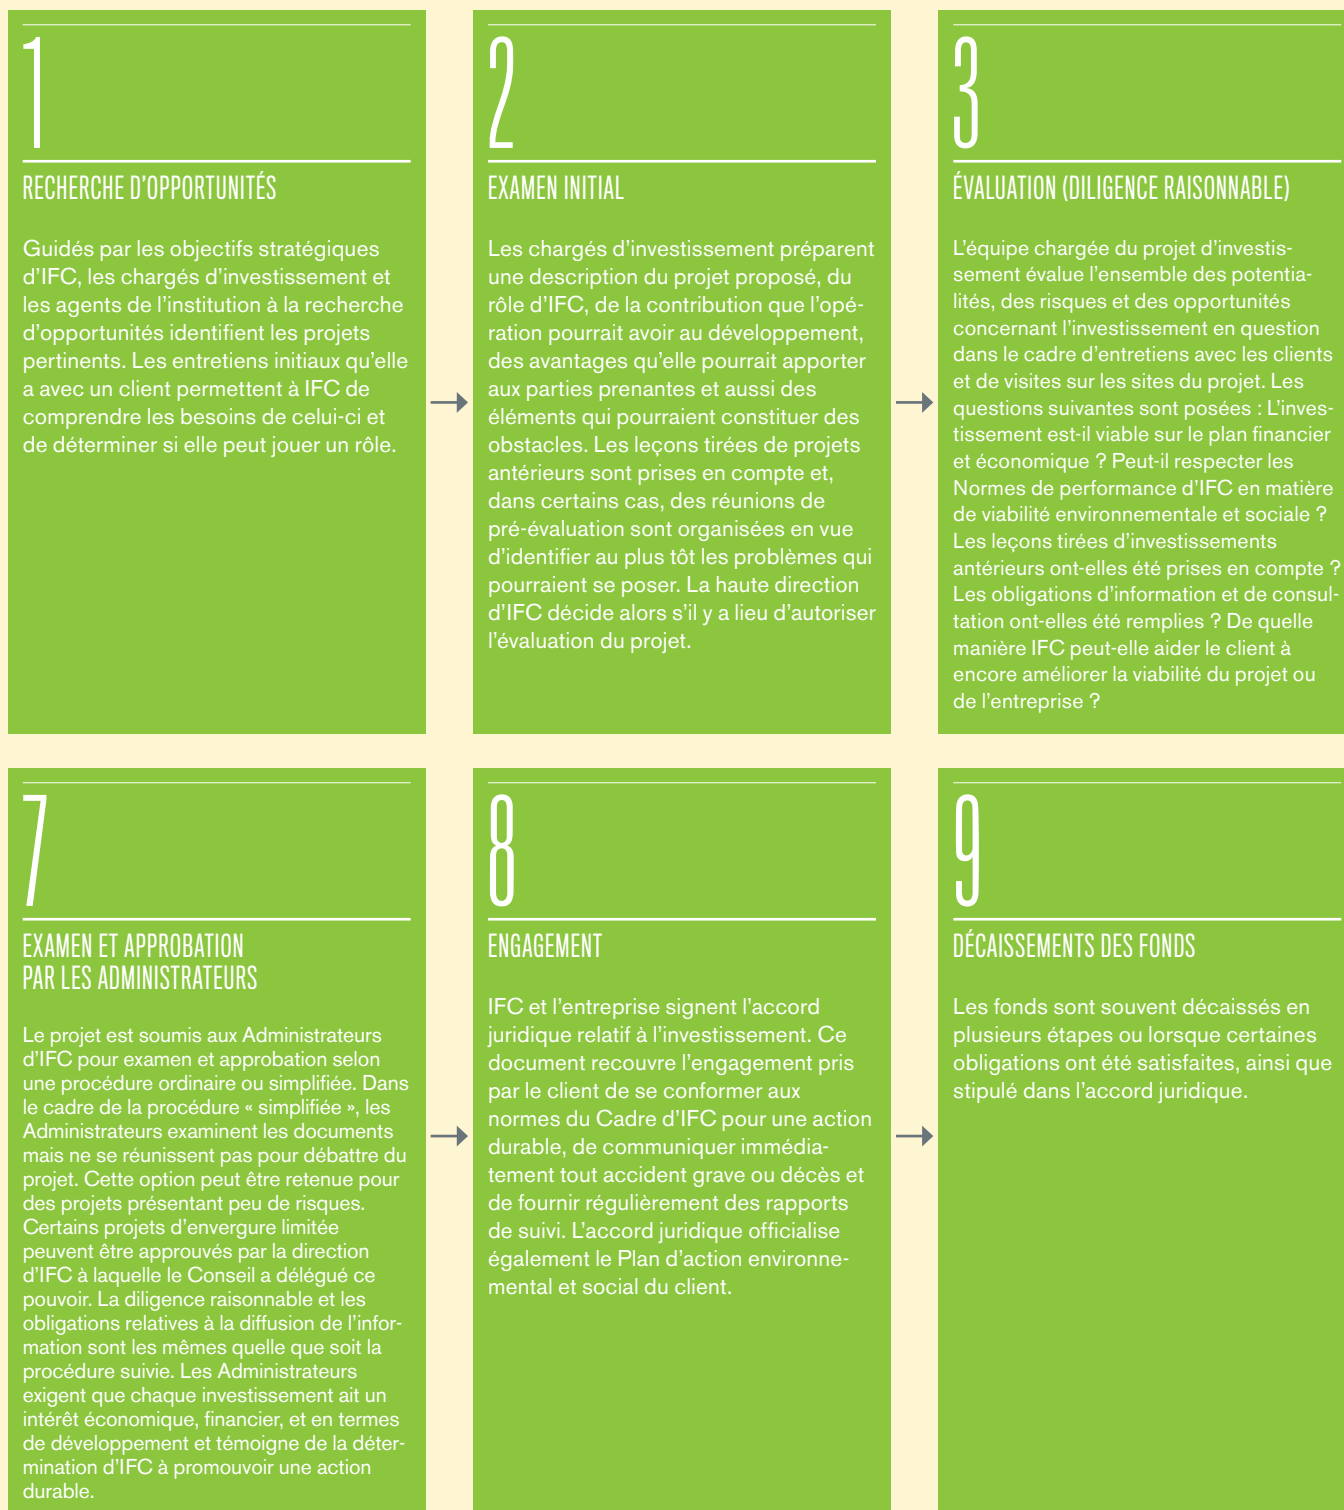 1
RECHERCHE D'OPPORTUNITÉS
Guidés par les objectifs stratégiques
d'IFC, les chargés d'investissement et
les agents de l'institution à la recherche
d'opportunités identifient les projets
pertinents. Les entretiens initiaux qu'elle
a avec un client permettent à IFC de
comprendre les besoins de celui-ci et
de déterminer si elle peut jouer un rôle.
2
EXAMEN INITIAL
Les chargés d'investissement préparent
une description du projet proposé, du
rôle d'IFC, de la contribution que l'opé-
ration pourrait avoir au développement,
des avantages qu'elle pourrait apporter
aux parties prenantes et aussi des
éléments qui pourraient constituer des
obstacles. Les leçons tirées de projets
antérieurs sont prises en compte et,
dans certains cas, des réunions de
pré-évaluation sont organisées en vue
d'identifier au plus tôt les problèmes qui
pourraient se poser. La haute direction
d'IFC décide alors s'il y a lieu d'autoriser
l'évaluation du projet.
3
ÉVALUATION (DILIGENCE RAISONNABLE)
L'équipe chargée du projet d'investis-
sement évalue l'ensemble des potentia-
lités, des risques et des opportunités
concernant l'investissement en question
dans le cadre d'entretiens avec les clients
et de visites sur les sites du projet. Les
questions suivantes sont posées : L'inves-
tissement est-il viable sur le plan financier
et économique ? Peut-il respecter les
Normes de performance d'IFC en matière
de viabilité environnementale et sociale ?
Les leçons tirées d'investissements
antérieurs ont-elles été prises en compte ?
Les obligations d'information et de consul-
tation ont-elles été remplies ? De quelle
manière IFC peut-elle aider le client à
encore améliorer la viabilité du projet ou
de l'entreprise ?
7
EXAMEN ET APPROBATION
PAR LES ADMINISTRATEURS
Le projet est soumis aux Administrateurs
d'IFC pour examen et approbation selon
une procédure ordinaire ou simplifiée. Dans
le cadre de la procédure « simplifiée », les
Administrateurs examinent les documents
mais ne se réunissent pas pour débattre du
projet. Cette option peut être retenue pour
des projets présentant peu de risques.
Certains projets d'envergure limitée
peuvent être approuvés par la direction
d'IFC à laquelle le Conseil a délégué ce
pouvoir. La diligence raisonnable et les
obligations relatives à la diffusion de l'infor-
mation sont les mêmes quelle que soit la
procédure suivie. Les Administrateurs
exigent que chaque investissement ait un
intérêt économique, financier, et en termes
de développement et témoigne de la déter-
mination d'IFC à promouvoir une action
durable.
8
ENGAGEMENT
IFC et l'entreprise signent l'accord
juridique relatif à l'investissement. Ce
document recouvre l'engagement pris
par le client de se conformer aux
normes du Cadre d'IFC pour une action
durable, de communiquer immédia-
tement tout accident grave ou décès et
de fournir régulièrement des rapports
de suivi. L'accord juridique officialise
également le Plan d'action environne-
mental et social du client.
9
DÉCAISSEMENTS DES FONDS
Les fonds sont souvent décaissés en
plusieurs étapes ou lorsque certaines
obligations ont été satisfaites, ainsi que
stipulé dans l'accord juridique.